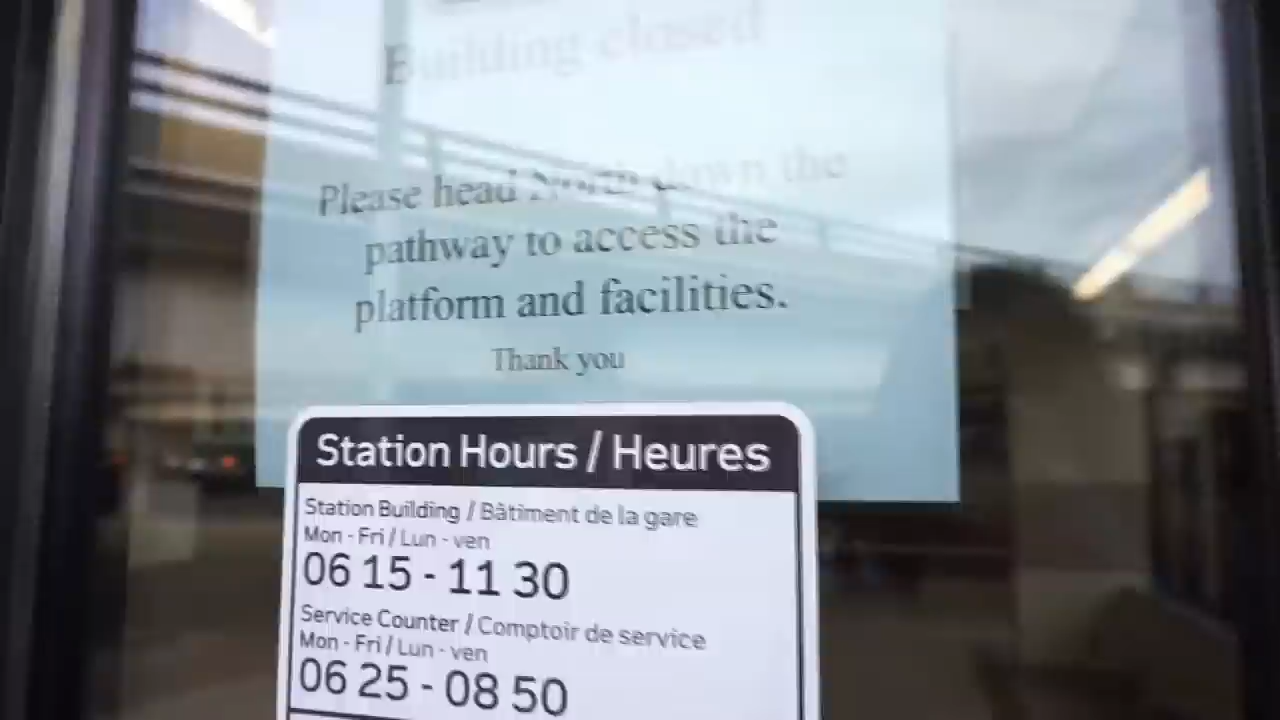 Building closed
Please head North down the
pathway to access the
platform and facilities.
Thank you
Station Hours / Heures
Station Building / Bâtiment de la gare
Mon - Fri / Lun - ven
06 15 - 11 30
Service Counter / Comptoir de service
Mon - Fri / Lun - ven
06 25 - 08 50